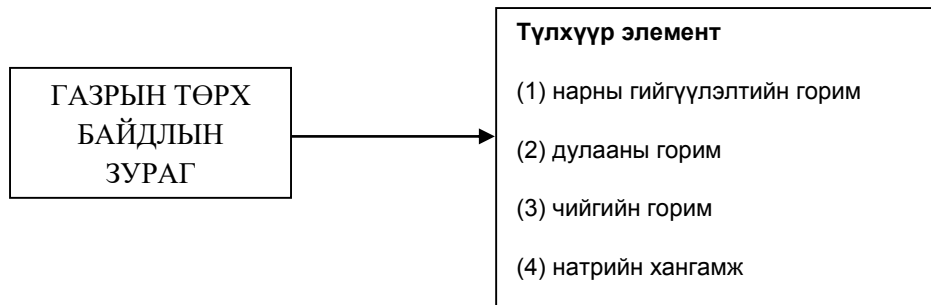 ГАЗРЫН ТӨРХ
БАЙДЛЫН
ЗУРАГ
Түлхүүр элемент
(1) нарны гийгүүлэлтийн горим
(2) дулааны горим
(3) чийгийн горим
(4) натрийн хангамж